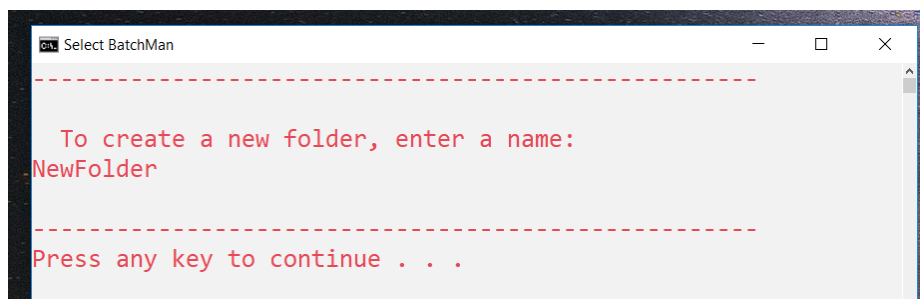 Select BatchMan
----------------------------------------------------
To create a new folder, enter a name:
NewFolder
----------------------------------------------------
Press any key to continue . . .